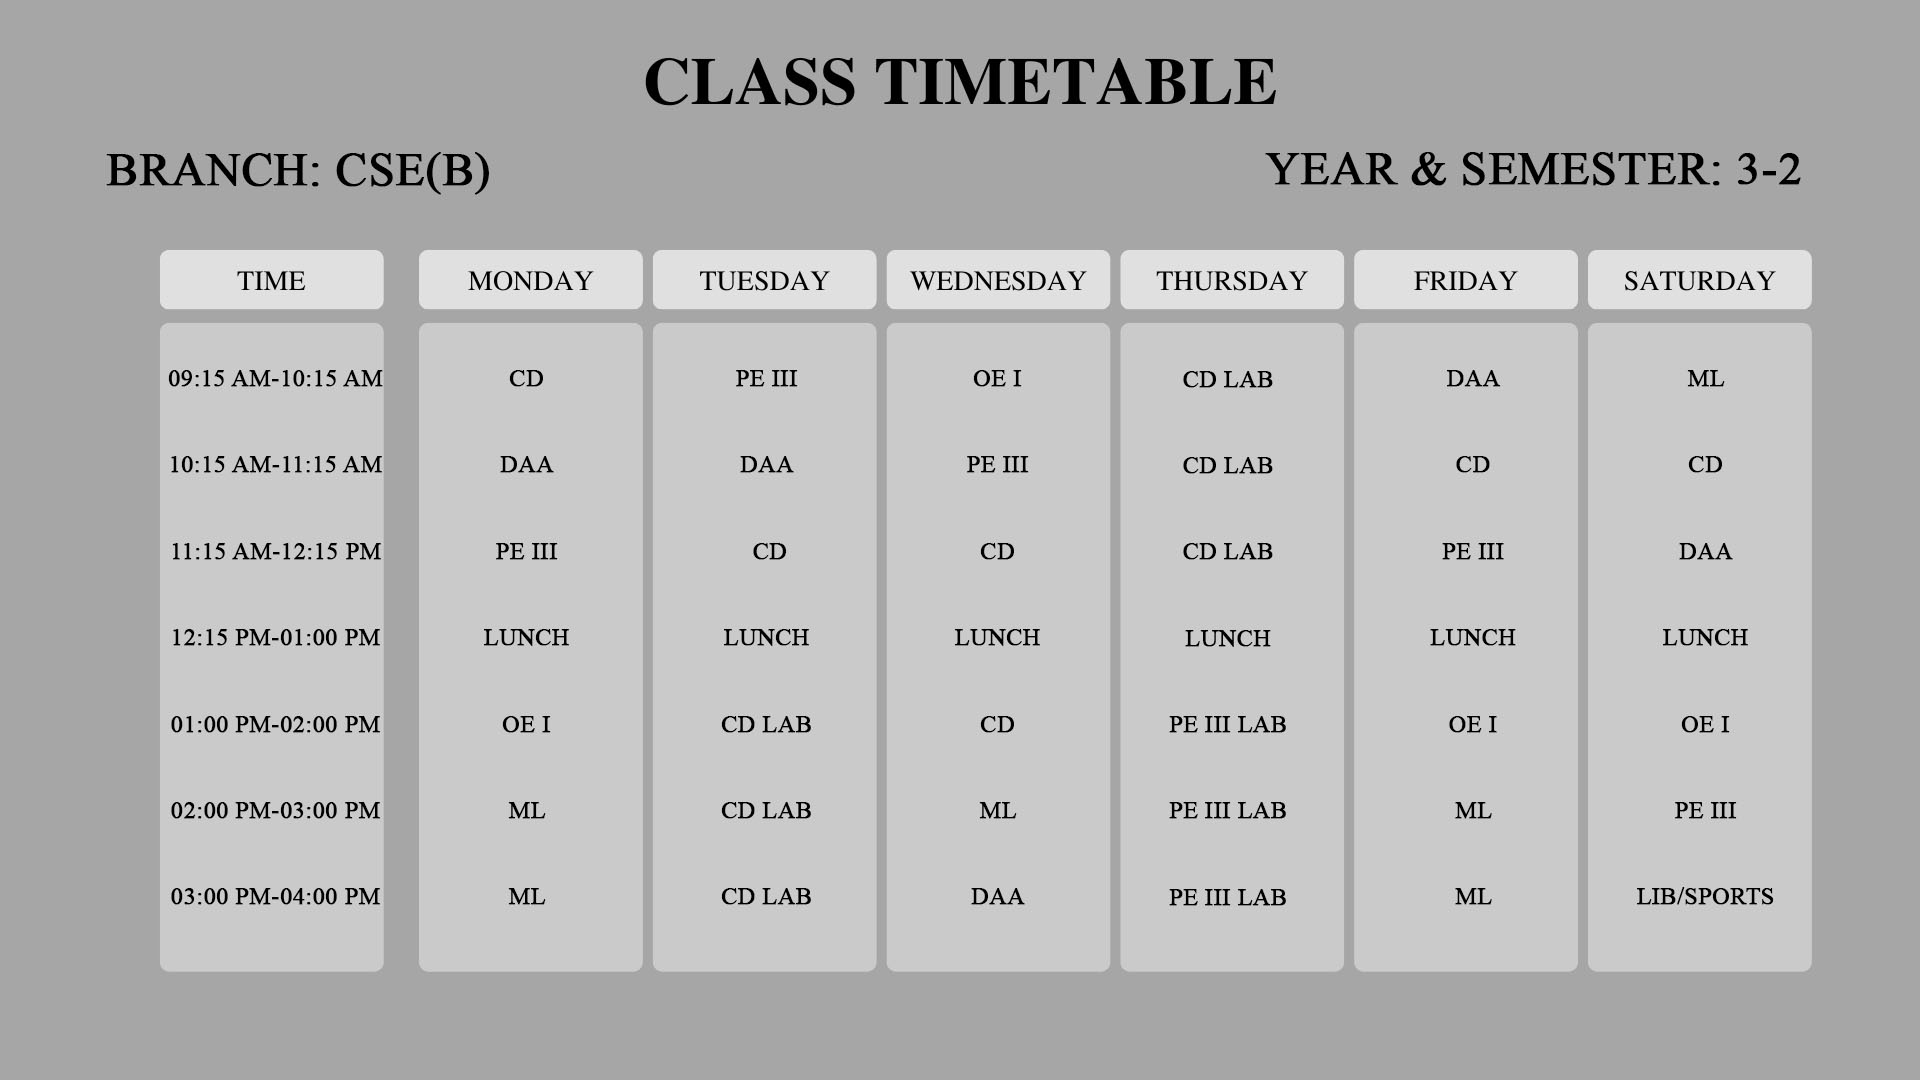 CLASS TIMETABLE
BRANCH: CSE(B) YEAR & SEMESTER: 3-2
TIME MONDAY TUESDAY WEDNESDAY THURSDAY FRIDAY SATURDAY
09:15 AM-10:15 AM CD PE III OE I CD LAB DAA ML
10:15 AM-11:15 AM DAA DAA PE III CD LAB CD CD
11:15 AM-12:15 PM PE III CD CD CD LAB PE III DAA
12:15 PM-01:00 PM LUNCH LUNCH LUNCH LUNCH LUNCH LUNCH
01:00 PM-02:00 PM OE I CD LAB CD PE III LAB OE I OE I
02:00 PM-03:00 PM ML CD LAB ML PE III LAB ML PE III
03:00 PM-04:00 PM ML CD LAB DAA PE III LAB ML LIB/SPORTS